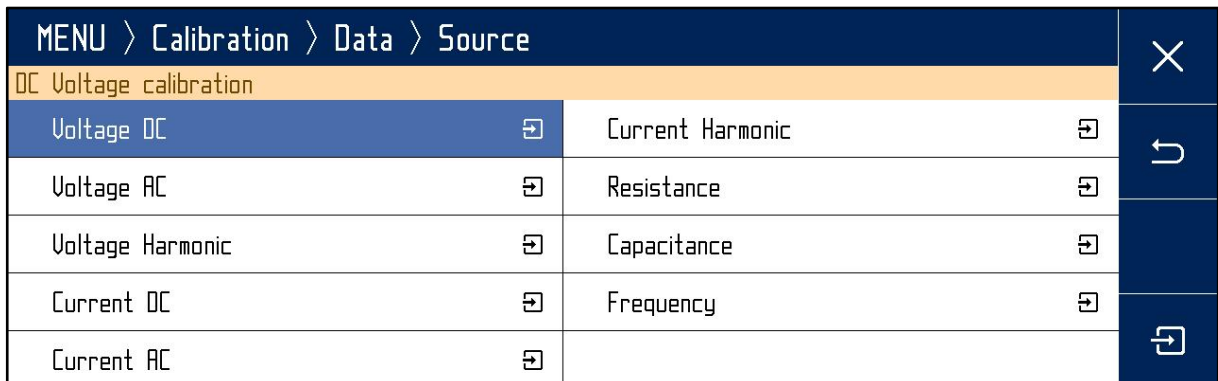 MENU > Calibration > Data > Source
DC Voltage calibration
Voltage DC
Voltage AC
Voltage Harmonic
Current DC
Current AC
Current Harmonic
Resistance
Capacitance
Frequency